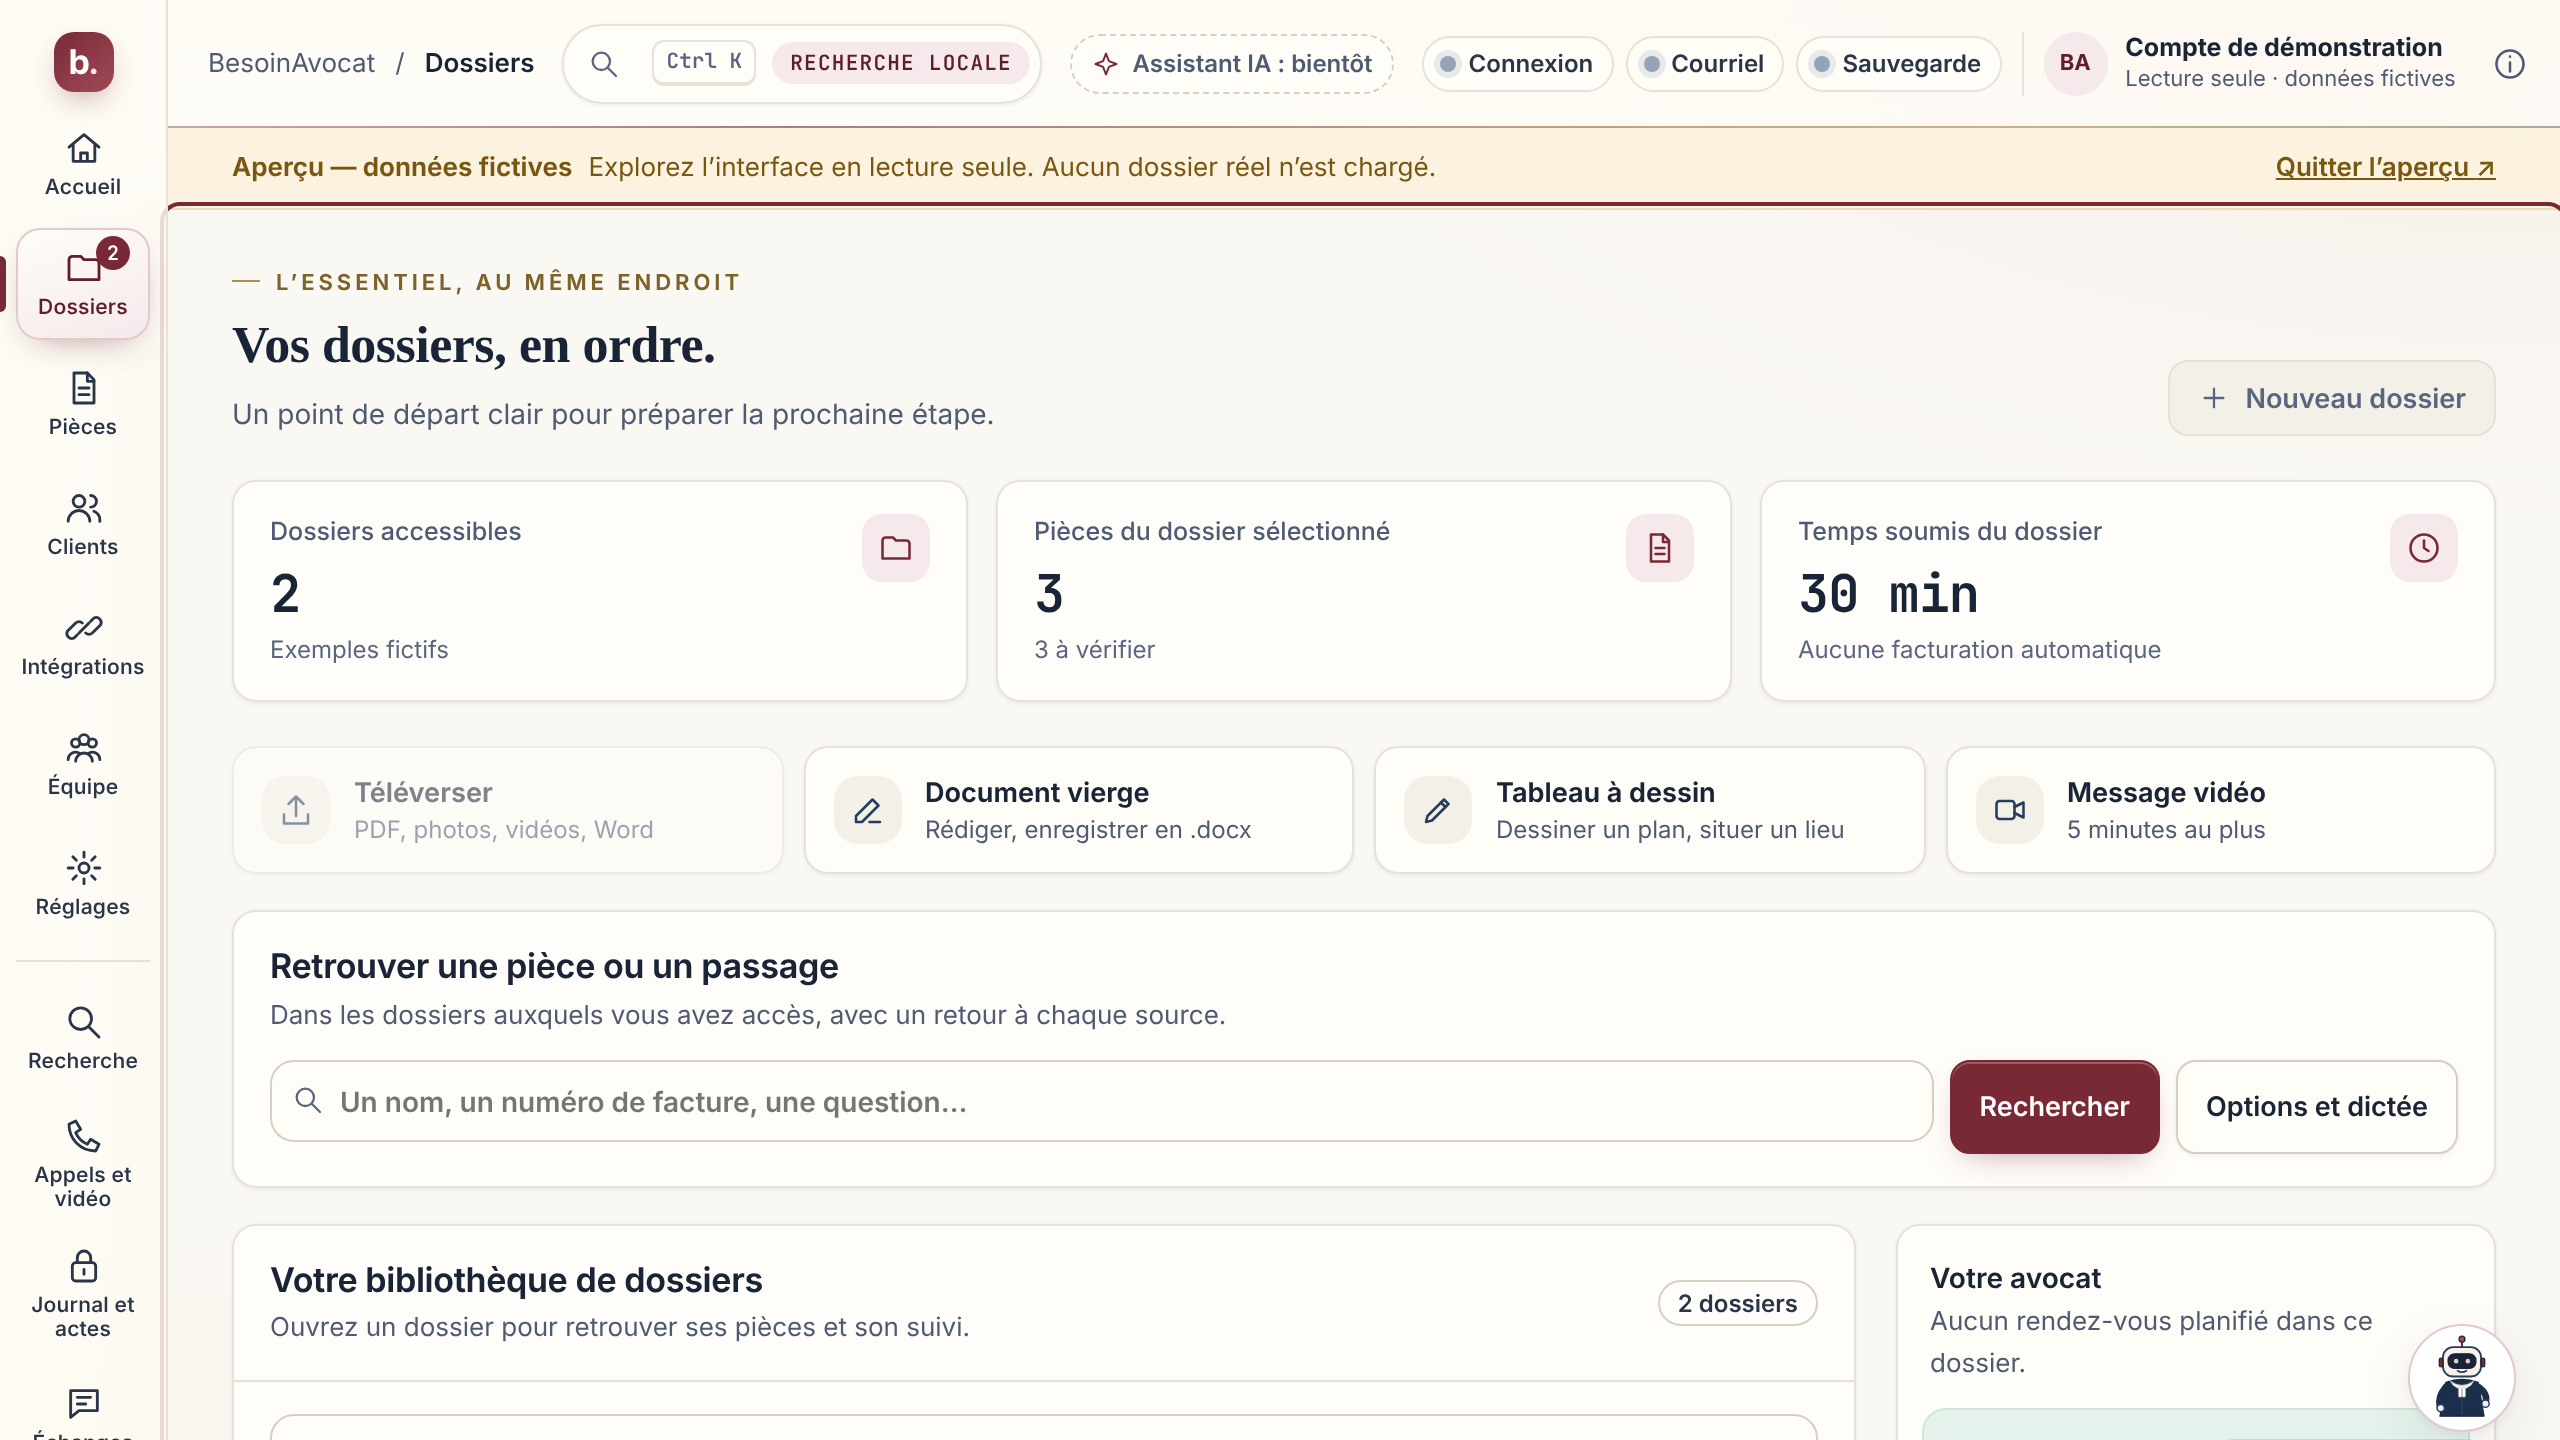 b.
BesoinAvocat / Dossiers
Ctrl K
RECHERCHE LOCALE
Assistant IA : bientôt
Connexion
Courriel
Sauvegarde
BA
Compte de démonstration
Lecture seule · données fictives
Accueil
2
Dossiers
Pièces
Clients
Intégrations
Équipe
Réglages
Recherche
Appels et
vidéo
Journal et
actes
Échanges
Aperçu — données fictives Explorez l’interface en lecture seule. Aucun dossier réel n’est chargé.
Quitter l’aperçu ↗
L’ESSENTIEL, AU MÊME ENDROIT
Vos dossiers, en ordre.
Un point de départ clair pour préparer la prochaine étape.
Nouveau dossier
Dossiers accessibles
2
Exemples fictifs
Pièces du dossier sélectionné
3
3 à vérifier
Temps soumis du dossier
30 min
Aucune facturation automatique
Téléverser
PDF, photos, vidéos, Word
Document vierge
Rédiger, enregistrer en .docx
Tableau à dessin
Dessiner un plan, situer un lieu
Message vidéo
5 minutes au plus
Retrouver une pièce ou un passage
Dans les dossiers auxquels vous avez accès, avec un retour à chaque source.
Un nom, un numéro de facture, une question…
Rechercher
Options et dictée
Votre bibliothèque de dossiers
Ouvrez un dossier pour retrouver ses pièces et son suivi.
2 dossiers
Votre avocat
Aucun rendez-vous planifié dans ce
dossier.